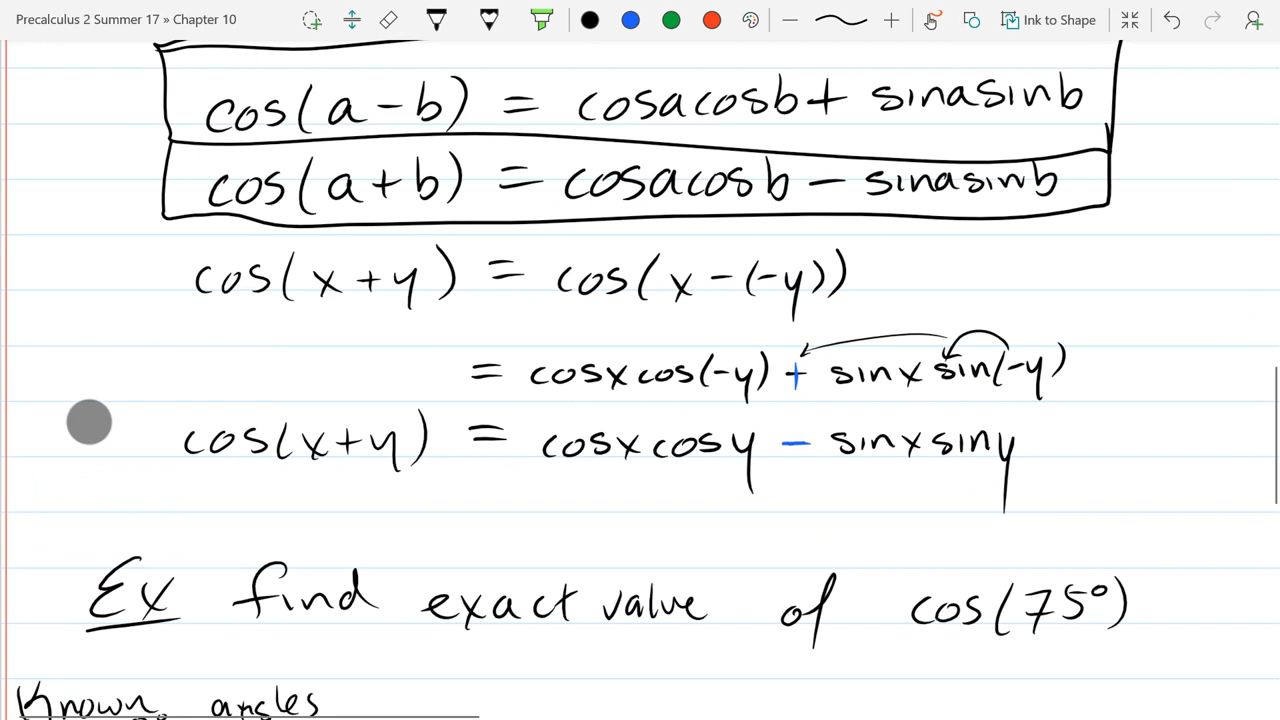 Precalculus 2 Summer 17 » Chapter 10
Ink to Shape
cos(a - b) = cosacosb + sinasinb
cos(a + b) = cosacosb - sinasinb
cos(x + y) = cos(x - (-y))
= cosxcos(-y) + sinxsin(-y)
cos(x + y) = cosxcosy - sinxsiny
Ex find exact value of cos(75°)
Known angles